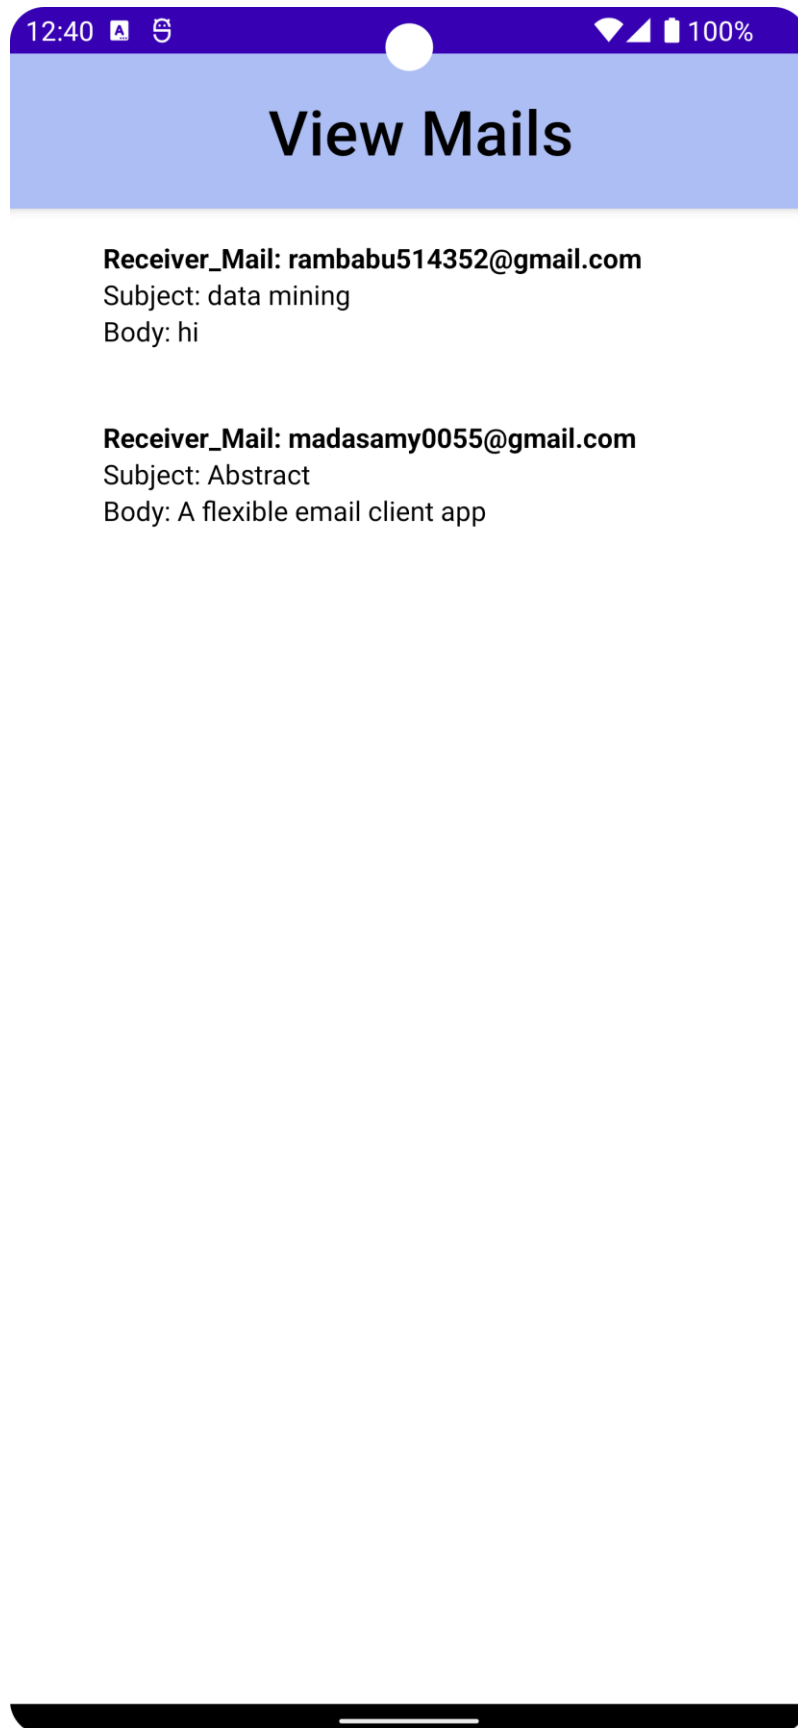 12:40 100%
View Mails
Receiver_Mail: rambabu514352@gmail.com
Subject: data mining
Body: hi
Receiver_Mail: madasamy0055@gmail.com
Subject: Abstract
Body: A flexible email client app